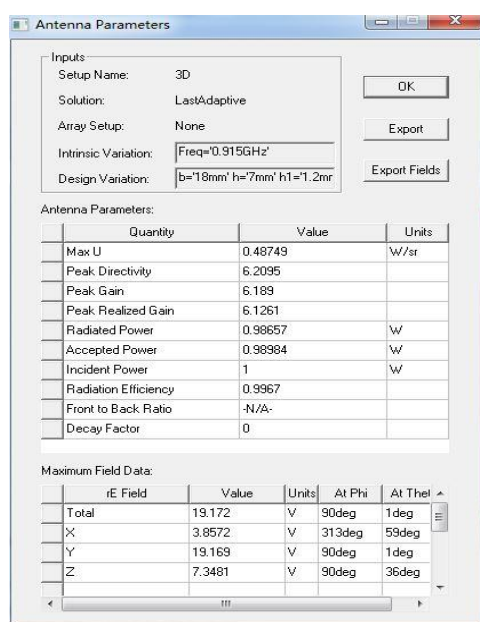 Antenna Parameters
Inputs
Setup Name: 3D
OK
Solution: LastAdaptive
Array Setup: None
Export
Intrinsic Variation: Freq='0.915GHz'
Export Fields
Design Variation: b='18mm' h='7mm' h1='1.2mr
Antenna Parameters:
Quantity Value Units
Max U 0.48749 W/sr
Peak Directivity 6.2095
Peak Gain 6.189
Peak Realized Gain 6.1261
Radiated Power 0.98657 W
Accepted Power 0.98984 W
Incident Power 1 W
Radiation Efficiency 0.9967
Front to Back Ratio -N/A-
Decay Factor 0
Maximum Field Data:
rE Field Value Units At Phi At Thet
Total 19.172 V 90deg 1deg
X 3.8572 V 313deg 59deg
Y 19.169 V 90deg 1deg
Z 7.3481 V 90deg 36deg